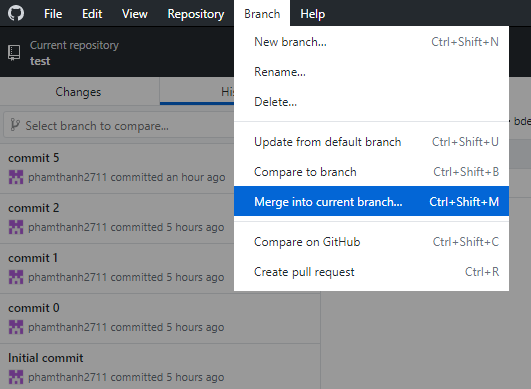 File Edit View Repository Branch Help
Current repository
test
New branch... Ctrl+Shift+N
Rename...
Delete...
Update from default branch Ctrl+Shift+U
Compare to branch Ctrl+Shift+B
Merge into current branch... Ctrl+Shift+M
Compare on GitHub Ctrl+Shift+C
Create pull request Ctrl+R
Changes
Select branch to compare...
commit 5
phamthanh2711 committed an hour ago
commit 2
phamthanh2711 committed 5 hours ago
commit 1
phamthanh2711 committed 5 hours ago
commit 0
phamthanh2711 committed 5 hours ago
Initial commit
phamthanh2711 committed 5 hours ago